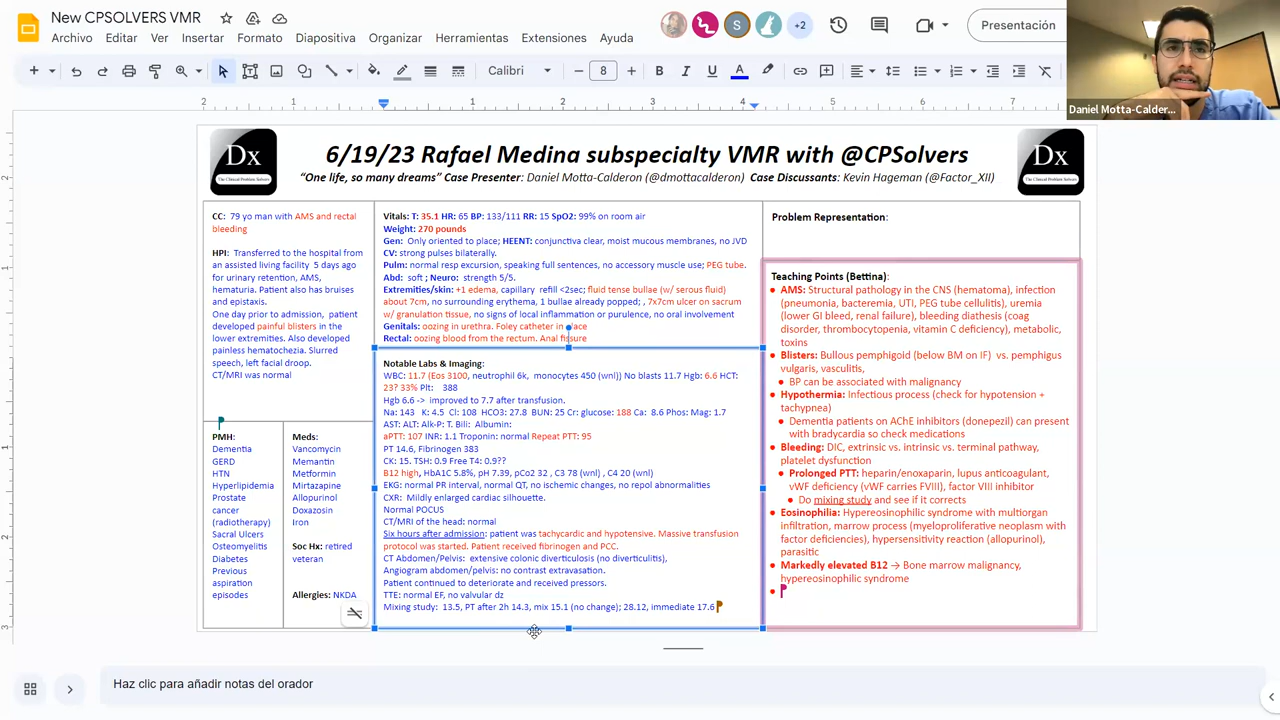 New CPSOLVERS VMR
Archivo Editar Ver Insertar Formato Diapositiva Organizar Herramientas Extensiones Ayuda
S +2 Presentación
Calibri 8 B I U A
2 1 1 2 3 4 5 6 7
Daniel Motta-Calder...
Dx
The Clinical Problem Solvers
6/19/23 Rafael Medina subspecialty VMR with @CPSolvers
“One life, so many dreams” Case Presenter: Daniel Motta-Calderon (@dmottacalderon) Case Discussants: Kevin Hageman (@Factor_XII)
Dx
The Clinical Problem Solvers
CC: 79 yo man with AMS and rectal
bleeding
HPI: Transferred to the hospital from
an assisted living facility 5 days ago
for urinary retention, AMS,
hematuria. Patient also has bruises
and epistaxis.
One day prior to admission, patient
developed painful blisters in the
lower extremities. Also developed
painless hematochezia. Slurred
speech, left facial droop.
CT/MRI was normal
PMH:
Dementia
GERD
HTN
Hyperlipidemia
Prostate
cancer
(radiotherapy)
Sacral Ulcers
Osteomyelitis
Diabetes
Previous
aspiration
episodes
Meds:
Vancomycin
Memantin
Metformin
Mirtazapine
Allopurinol
Doxazosin
Iron
Soc Hx: retired
veteran
Allergies: NKDA
Vitals: T: 35.1 HR: 65 BP: 133/111 RR: 15 SpO2: 99% on room air
Weight: 270 pounds
Gen: Only oriented to place; HEENT: conjunctiva clear, moist mucous membranes, no JVD
CV: strong pulses bilaterally.
Pulm: normal resp excursion, speaking full sentences, no accessory muscle use; PEG tube.
Abd: soft ; Neuro: strength 5/5.
Extremities/skin: +1 edema, capillary refill <2sec; fluid tense bullae (w/ serous fluid)
about 7cm, no surrounding erythema, 1 bullae already popped; , 7x7cm ulcer on sacrum
w/ granulation tissue, no signs of local inflammation or purulence, no oral involvement
Genitals: oozing in urethra. Foley catheter in place
Rectal: oozing blood from the rectum. Anal fissure
Notable Labs & Imaging:
WBC: 11.7 (Eos 3100, neutrophil 6k, monocytes 450 (wnl)) No blasts 11.7 Hgb: 6.6 HCT:
23? 33% Plt: 388
Hgb 6.6 -> improved to 7.7 after transfusion.
Na: 143 K: 4.5 Cl: 108 HCO3: 27.8 BUN: 25 Cr: glucose: 188 Ca: 8.6 Phos: Mag: 1.7
AST: ALT: Alk-P: T. Bili: Albumin:
aPTT: 107 INR: 1.1 Troponin: normal Repeat PTT: 95
PT 14.6, Fibrinogen 383
CK: 15. TSH: 0.9 Free T4: 0.9??
B12 high, HbA1C 5.8%, pH 7.39, pCo2 32 , C3 78 (wnl) , C4 20 (wnl)
EKG: normal PR interval, normal QT, no ischemic changes, no repol abnormalities
CXR: Mildly enlarged cardiac silhouette.
Normal POCUS
CT/MRI of the head: normal
Six hours after admission: patient was tachycardic and hypotensive. Massive transfusion
protocol was started. Patient received fibrinogen and PCC.
CT Abdomen/Pelvis: extensive colonic diverticulosis (no diverticulitis),
Angiogram abdomen/pelvis: no contrast extravasation.
Patient continued to deteriorate and received pressors.
TTE: normal EF, no valvular dz
Mixing study: 13.5, PT after 2h 14.3, mix 15.1 (no change); 28.12, immediate 17.6
Problem Representation:
Teaching Points (Bettina):
● AMS: Structural pathology in the CNS (hematoma), infection
(pneumonia, bacteremia, UTI, PEG tube cellulitis), uremia
(lower GI bleed, renal failure), bleeding diathesis (coag
disorder, thrombocytopenia, vitamin C deficiency), metabolic,
toxins
● Blisters: Bullous pemphigoid (below BM on IF) vs. pemphigus
vulgaris, vasculitis,
● BP can be associated with malignancy
● Hypothermia: Infectious process (check for hypotension +
tachypnea)
● Dementia patients on AChE inhibitors (donepezil) can present
with bradycardia so check medications
● Bleeding: DIC, extrinsic vs. intrinsic vs. terminal pathway,
platelet dysfunction
● Prolonged PTT: heparin/enoxaparin, lupus anticoagulant,
vWF deficiency (vWF carries FVIII), factor VIII inhibitor
● Do mixing study and see if it corrects
● Eosinophilia: Hypereosinophilic syndrome with multiorgan
infiltration, marrow process (myeloproliferative neoplasm with
factor deficiencies), hypersensitivity reaction (allopurinol),
parasitic
● Markedly elevated B12 → Bone marrow malignancy,
hypereosinophilic syndrome
●
Haz clic para añadir notas del orador